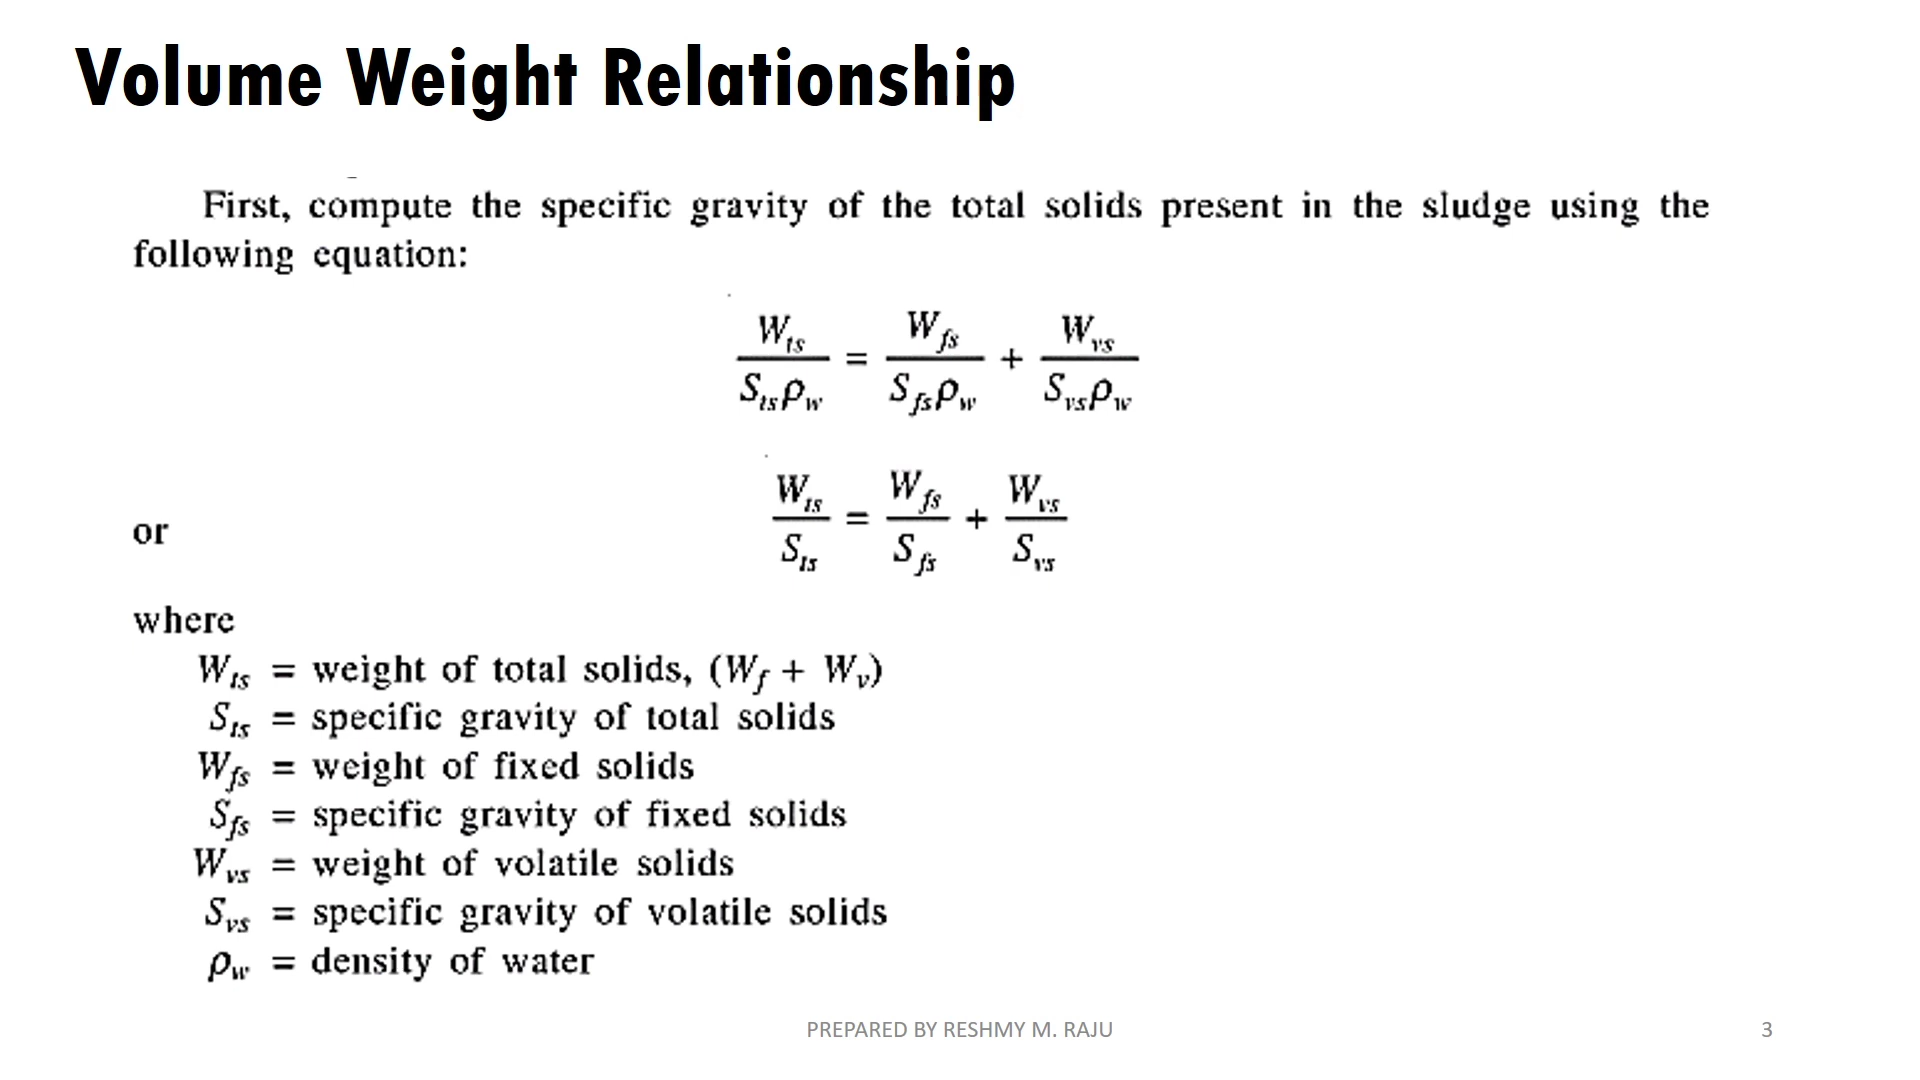 Volume Weight Relationship
First, compute the specific gravity of the total solids present in the sludge using the
following equation:
W_ts / S_ts ρ_w = W_fs / S_fs ρ_w + W_vs / S_vs ρ_w
or W_ts / S_ts = W_fs / S_fs + W_vs / S_vs
where
W_ts = weight of total solids, (W_f + W_v)
S_ts = specific gravity of total solids
W_fs = weight of fixed solids
S_fs = specific gravity of fixed solids
W_vs = weight of volatile solids
S_vs = specific gravity of volatile solids
ρ_w = density of water
PREPARED BY RESHMY M. RAJU 3